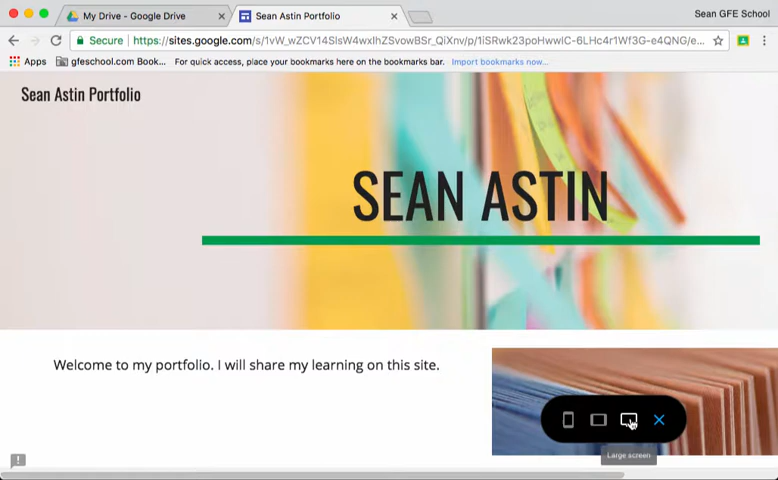 My Drive - Google Drive
Sean Astin Portfolio
Sean GFE School
Secure
https://sites.google.com/s/1vW_wZCV14SlsW4wxIhZSvowBSr_QiXnv/p/1iSRwk23poHwwIC-6LHc4r1Wf3G-e4QNG/e...
Apps
gfeschool.com Book...
For quick access, place your bookmarks here on the bookmarks bar.
Import bookmarks now...
Sean Astin Portfolio
SEAN ASTIN
Welcome to my portfolio. I will share my learning on this site.
Large screen